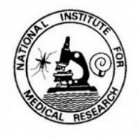 NATIONAL INSTITUTE FOR
MEDICAL RESEARCH